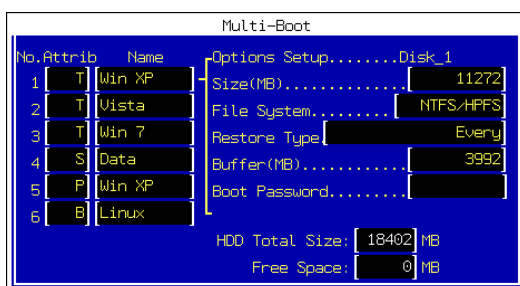 Multi-Boot
No. Attrib Name
1 T Win XP
2 T Vista
3 T Win 7
4 S Data
5 P Win XP
6 B Linux
Options Setup........Disk_1
Size(MB)............. 11272
File System......... NTFS/HPFS
Restore Type Every
Buffer(MB)........... 3992
Boot Password.........
HDD Total Size: 18402 MB
Free Space: 0 MB